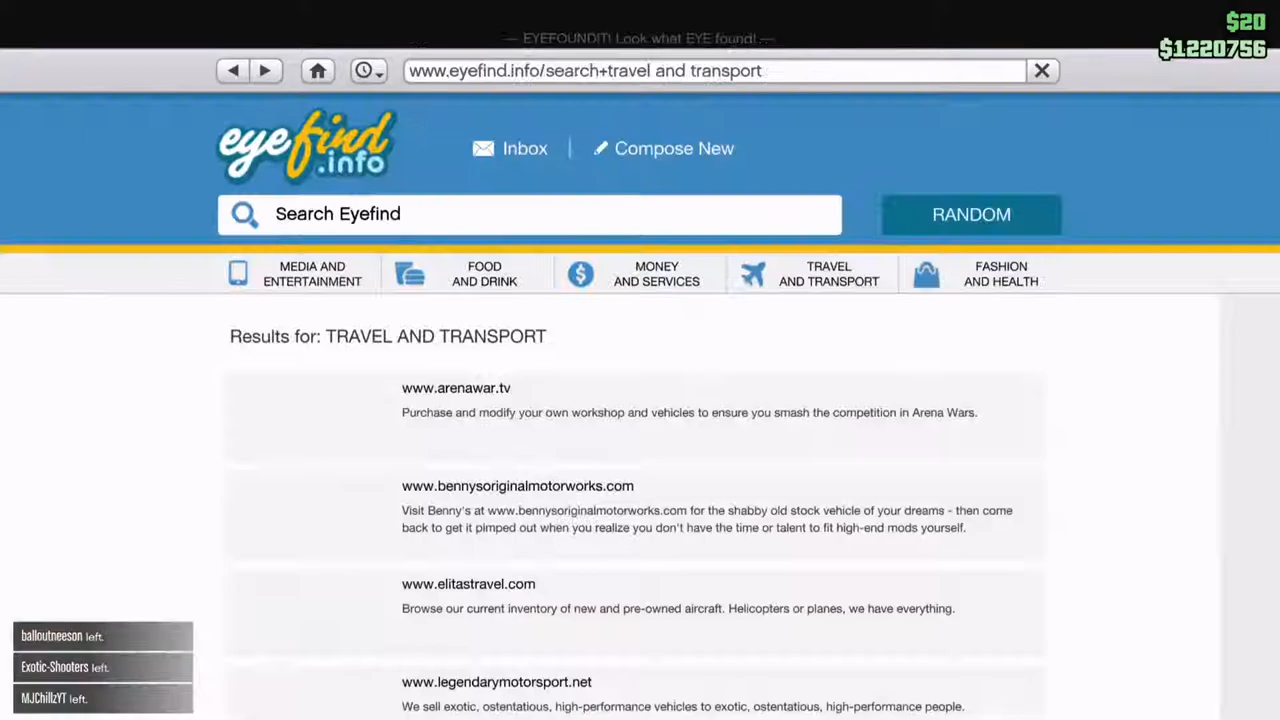 $20
— EYEFOUNDIT! Look what EYE found! —
$1220756
www.eyefind.info/search+travel and transport
eyefind.info
Inbox
Compose New
Search Eyefind
RANDOM
MEDIA AND
ENTERTAINMENT
FOOD
AND DRINK
MONEY
AND SERVICES
TRAVEL
AND TRANSPORT
FASHION
AND HEALTH
Results for: TRAVEL AND TRANSPORT
www.arenawar.tv
Purchase and modify your own workshop and vehicles to ensure you smash the competition in Arena Wars.
www.bennysoriginalmotorworks.com
Visit Benny's at www.bennysoriginalmotorworks.com for the shabby old stock vehicle of your dreams - then come
back to get it pimped out when you realize you don't have the time or talent to fit high-end mods yourself.
www.elitastravel.com
Browse our current inventory of new and pre-owned aircraft. Helicopters or planes, we have everything.
www.legendarymotorsport.net
We sell exotic, ostentatious, high-performance vehicles to exotic, ostentatious, high-performance people.
balloutneeson left.
Exotic-Shooters left.
MJChillzYT left.